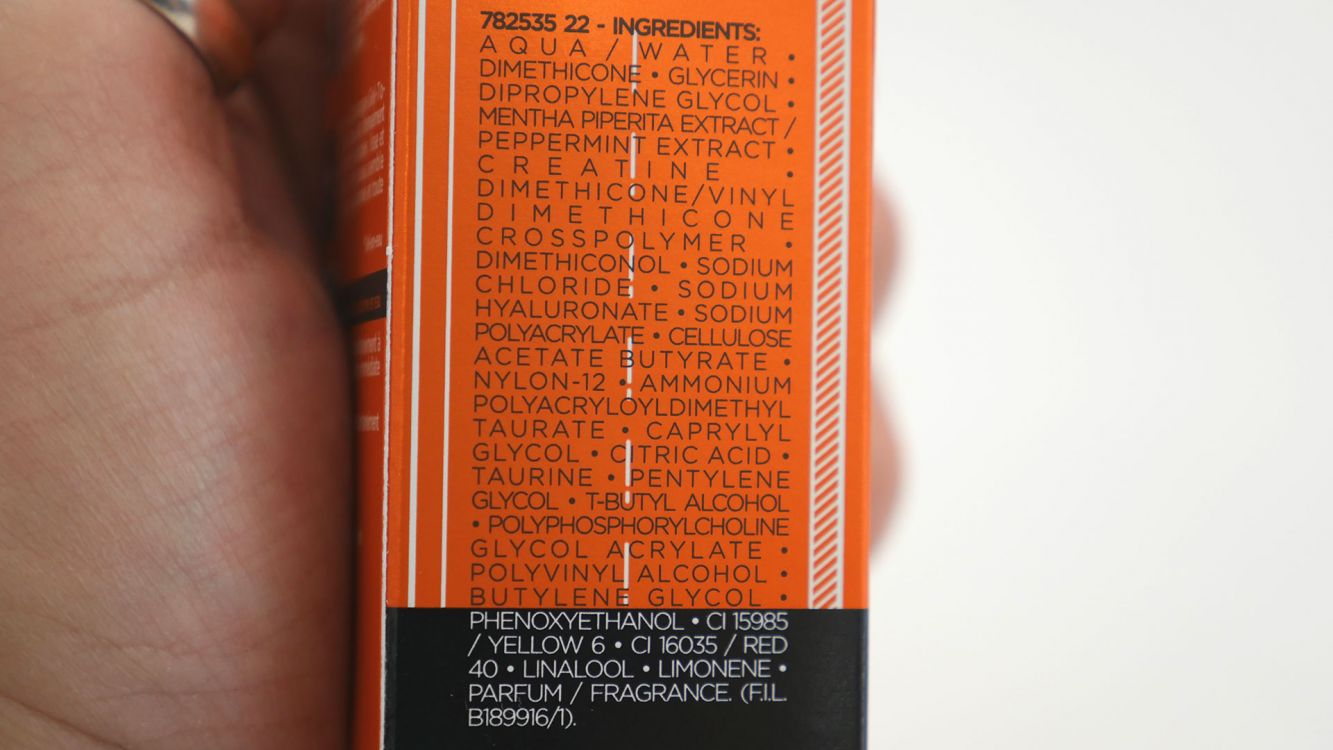 782535 22 - INGREDIENTS:
AQUA / WATER •
DIMETHICONE • GLYCERIN •
DIPROPYLENE GLYCOL •
MENTHA PIPERITA EXTRACT /
PEPPERMINT EXTRACT •
CREATINE •
DIMETHICONE/VINYL
DIMETHICONE
CROSSPOLYMER •
DIMETHICONOL • SODIUM
CHLORIDE • SODIUM
HYALURONATE • SODIUM
POLYACRYLATE • CELLULOSE
ACETATE BUTYRATE •
NYLON-12 • AMMONIUM
POLYACRYLOYLDIMETHYL
TAURATE • CAPRYLYL
GLYCOL • CITRIC ACID •
TAURINE • PENTYLENE
GLYCOL • T-BUTYL ALCOHOL
• POLYPHOSPHORYLCHOLINE
GLYCOL ACRYLATE •
POLYVINYL ALCOHOL •
BUTYLENE GLYCOL •
PHENOXYETHANOL • CI 15985
/ YELLOW 6 • CI 16035 / RED
40 • LINALOOL • LIMONENE •
PARFUM / FRAGRANCE. (F.I.L.
B189916/1).